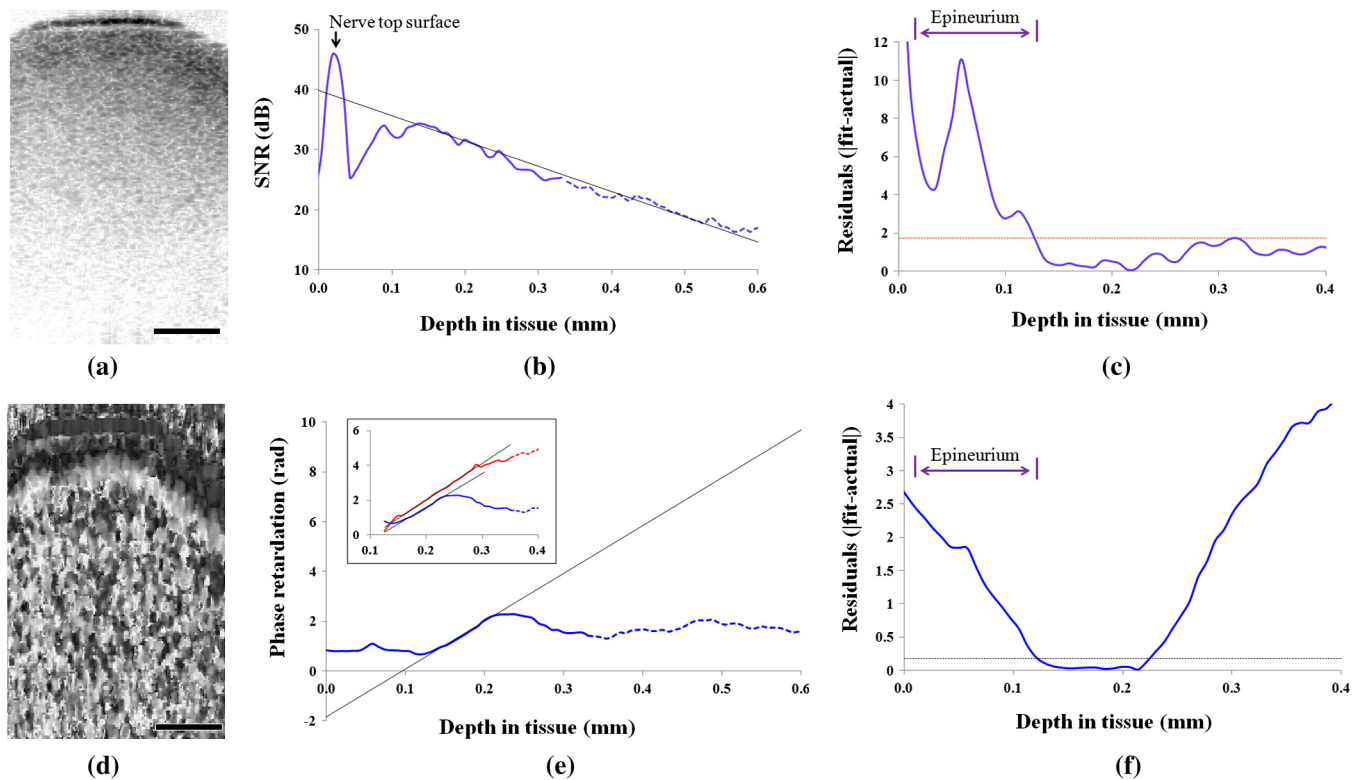 Nerve top surface
50
40
30
20
10
SNR (dB)
0.0 0.1 0.2 0.3 0.4 0.5 0.6
Depth in tissue (mm)
Epineurium
12
10
8
6
4
2
0
Residuals (|fit-actual|)
0.0 0.1 0.2 0.3 0.4
Depth in tissue (mm)
(a)
(b)
(c)
10
8
6
4
2
0
-2
Phase retardation (rad)
6
4
2
0
0.1 0.2 0.3 0.4
0.0 0.1 0.2 0.3 0.4 0.5 0.6
Depth in tissue (mm)
Epineurium
4
3.5
3
2.5
2
1.5
1
0.5
0
Residuals (|fit-actual|)
0.0 0.1 0.2 0.3 0.4
Depth in tissue (mm)
(d)
(e)
(f)